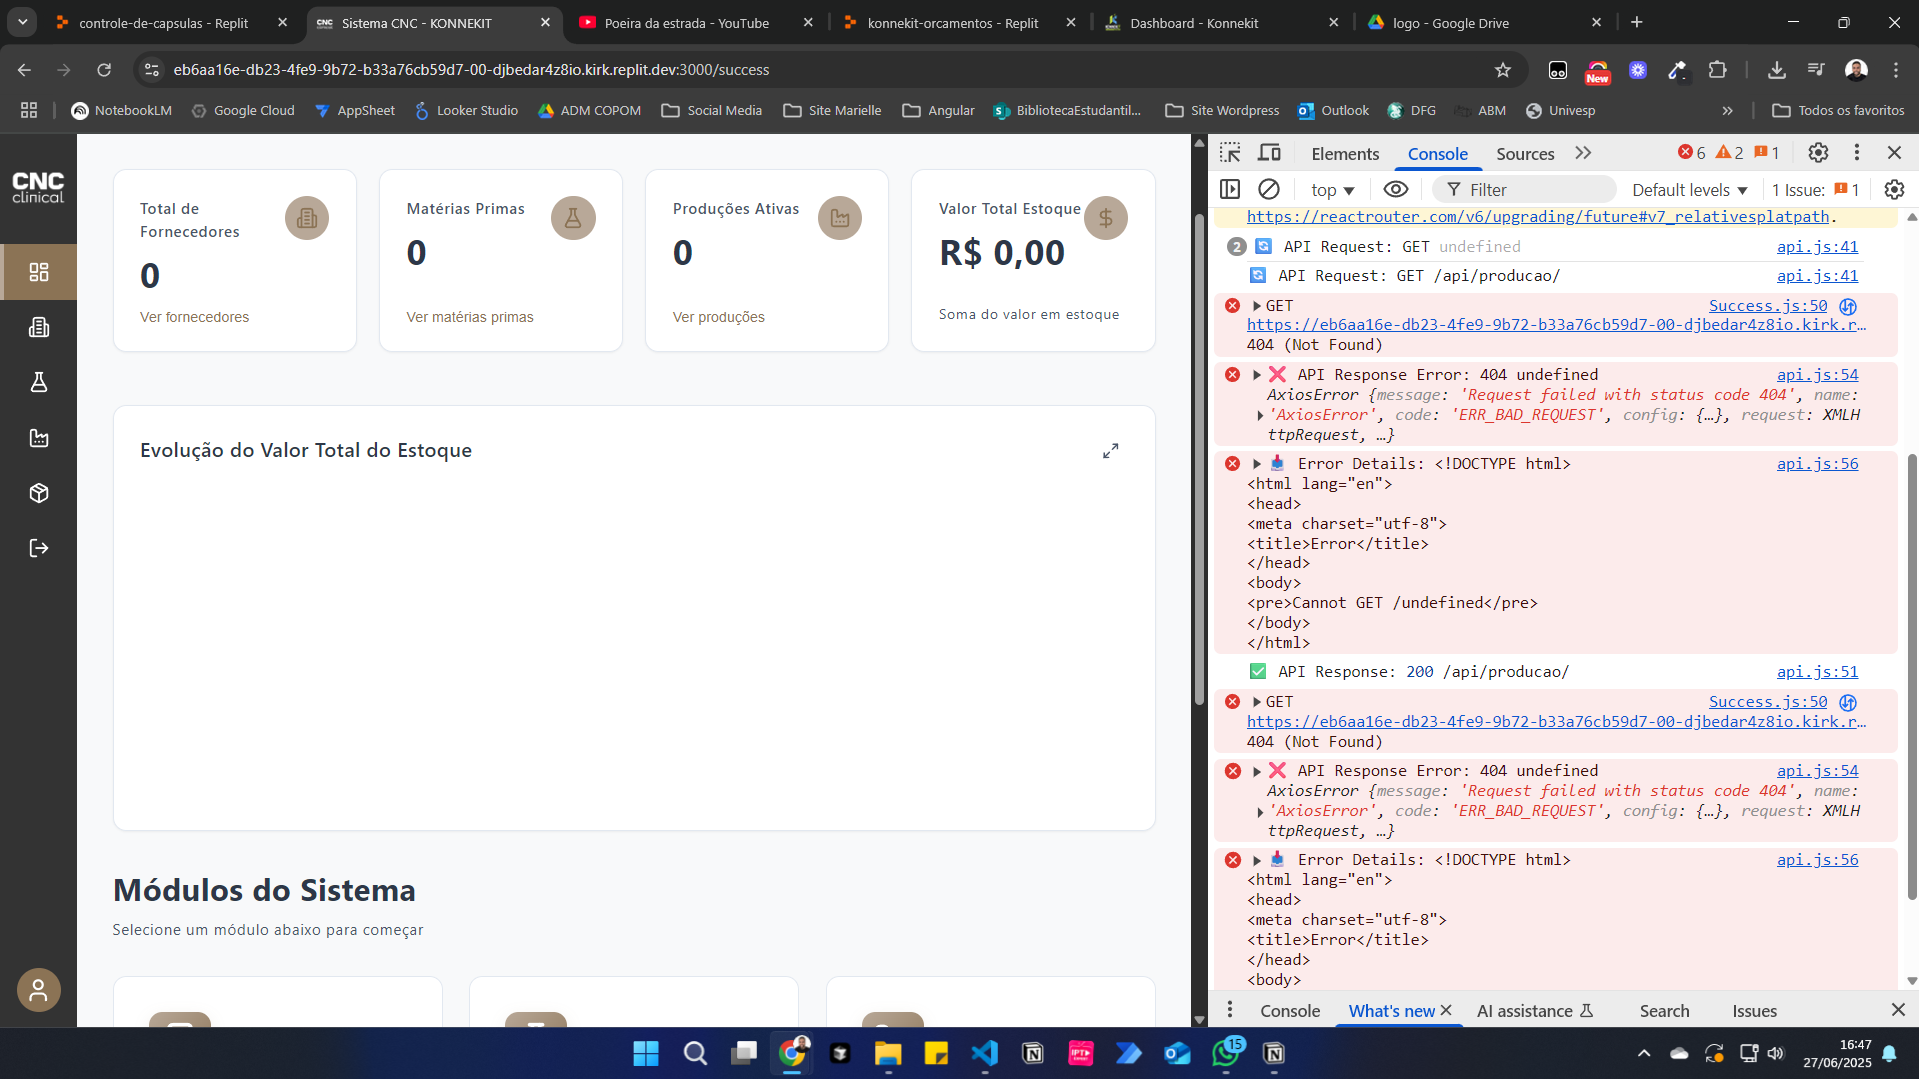 controle-de-capsulas - Replit
Sistema CNC - KONNEKIT
Poeira da estrada - YouTube
konnekit-orcamentos - Replit
Dashboard - Konnekit
logo - Google Drive
eb6aa16e-db23-4fe9-9b72-b33a76cb59d7-00-djbedar4z8io.kirk.replit.dev:3000/success
New
NotebookLM
Google Cloud
AppSheet
Looker Studio
ADM COPOM
Social Media
Site Marielle
Angular
BibliotecaEstudantil...
Site Wordpress
Outlook
DFG
ABM
Univesp
Todos os favoritos
CNC
clinical
Total de
Fornecedores
0
Ver fornecedores
Matérias Primas
0
Ver matérias primas
Produções Ativas
0
Ver produções
Valor Total Estoque
R$ 0,00
Soma do valor em estoque
Evolução do Valor Total do Estoque
Módulos do Sistema
Selecione um módulo abaixo para começar
Elements
Console
Sources
6
2
1
top
Filter
Default levels
1 Issue:
1
https://reactrouter.com/v6/upgrading/future#v7_relativesplatpath.
2 API Request: GET undefined api.js:41
API Request: GET /api/producao/ api.js:41
GET Success.js:50
https://eb6aa16e-db23-4fe9-9b72-b33a76cb59d7-00-djbedar4z8io.kirk.r…
404 (Not Found)
API Response Error: 404 undefined api.js:54
AxiosError {message: 'Request failed with status code 404', name:
'AxiosError', code: 'ERR_BAD_REQUEST', config: {…}, request: XMLH
ttpRequest, …}
Error Details: <!DOCTYPE html> api.js:56
<html lang="en">
<head>
<meta charset="utf-8">
<title>Error</title>
</head>
<body>
<pre>Cannot GET /undefined</pre>
</body>
</html>
API Response: 200 /api/producao/ api.js:51
GET Success.js:50
https://eb6aa16e-db23-4fe9-9b72-b33a76cb59d7-00-djbedar4z8io.kirk.r…
404 (Not Found)
API Response Error: 404 undefined api.js:54
AxiosError {message: 'Request failed with status code 404', name:
'AxiosError', code: 'ERR_BAD_REQUEST', config: {…}, request: XMLH
ttpRequest, …}
Error Details: <!DOCTYPE html> api.js:56
<html lang="en">
<head>
<meta charset="utf-8">
<title>Error</title>
</head>
<body>
Console
What's new
AI assistance
Search
Issues
15
16:47
27/06/2025